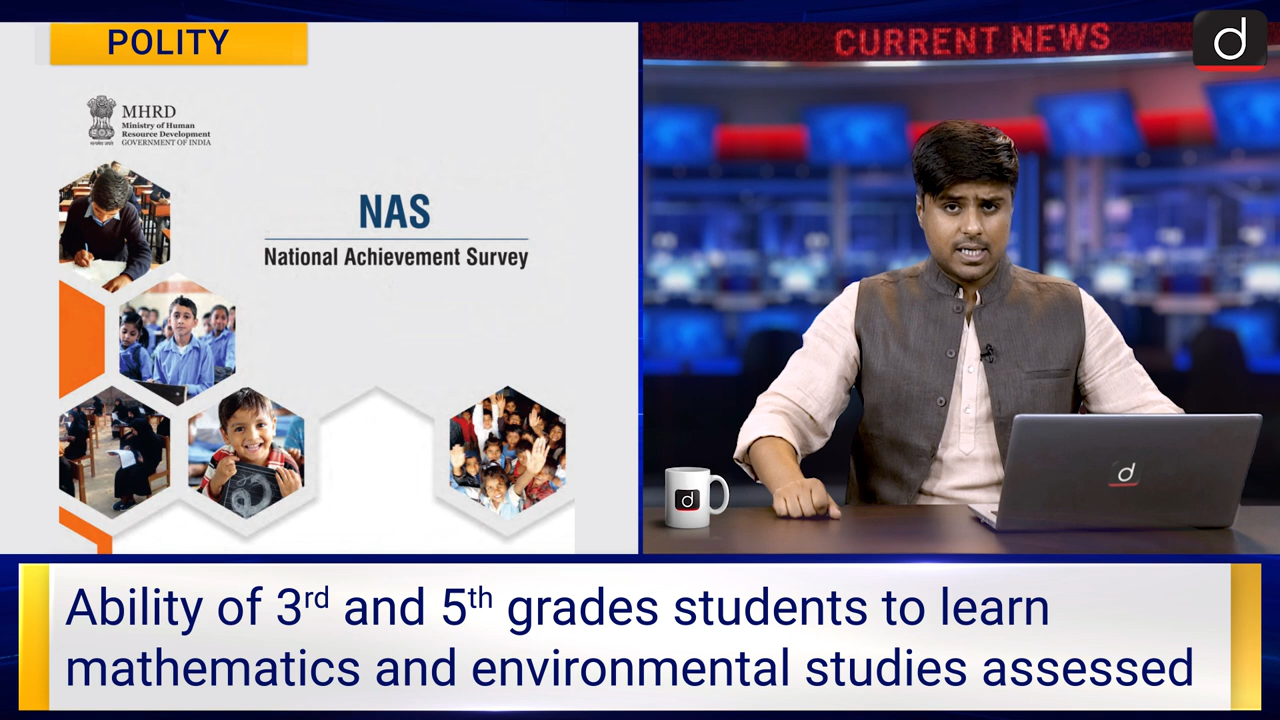 POLITY
CURRENT NEWS
d
MHRD
Ministry of Human
Resource Development
GOVERNMENT OF INDIA
NAS
National Achievement Survey
d
d
Ability of 3rd and 5th grades students to learn
mathematics and environmental studies assessed